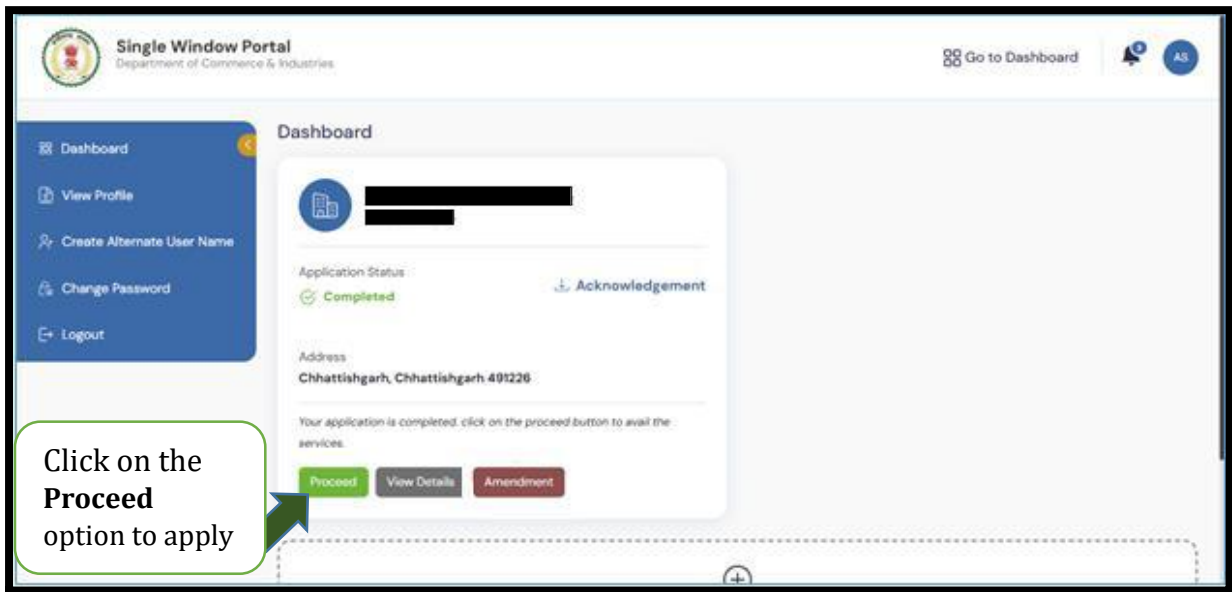 Single Window Portal
Department of Commerce & Industries
Go to Dashboard
AS
Dashboard
View Profile
Create Alternate User Name
Change Password
Logout
Dashboard
Application Status
Completed
Acknowledgement
Address
Chhattishgarh, Chhattishgarh 491226
Your application is completed. click on the proceed button to avail the
services.
Proceed
View Details
Amendment
Click on the
Proceed
option to apply